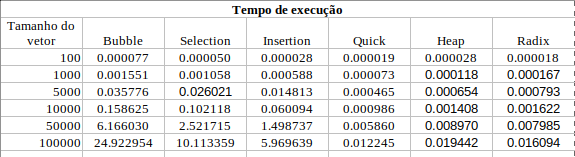 Tempo de execução
Tamanho do vetor Bubble Selection Insertion Quick Heap Radix
100 0.000077 0.000050 0.000028 0.000019 0.000028 0.000018
1000 0.001551 0.001058 0.000588 0.000073 0.000118 0.000167
5000 0.035776 0.026021 0.014813 0.000465 0.000654 0.000793
10000 0.158625 0.102118 0.060094 0.000986 0.001408 0.001622
50000 6.166030 2.521715 1.498737 0.005860 0.008970 0.007985
100000 24.922954 10.113359 5.969639 0.012245 0.019442 0.016094